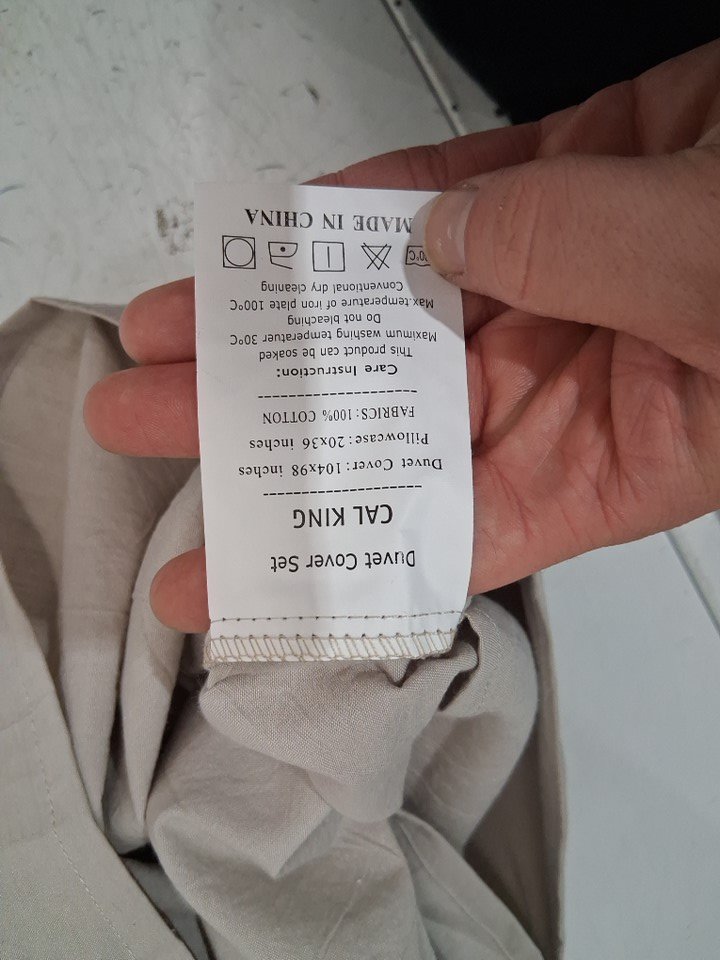 Duvet Cover Set
CAL KING
--------------------
Duvet Cover:104x98 inches
Pillowcase:20x36 inches
FABRICS:100% COTTON
--------------------
Care Instruction:
This product can be soaked
Maximum washing temperatuer 30°C
Do not bleaching
Max.temperature of iron plate 100°C
Conventional dry cleaning
MADE IN CHINA